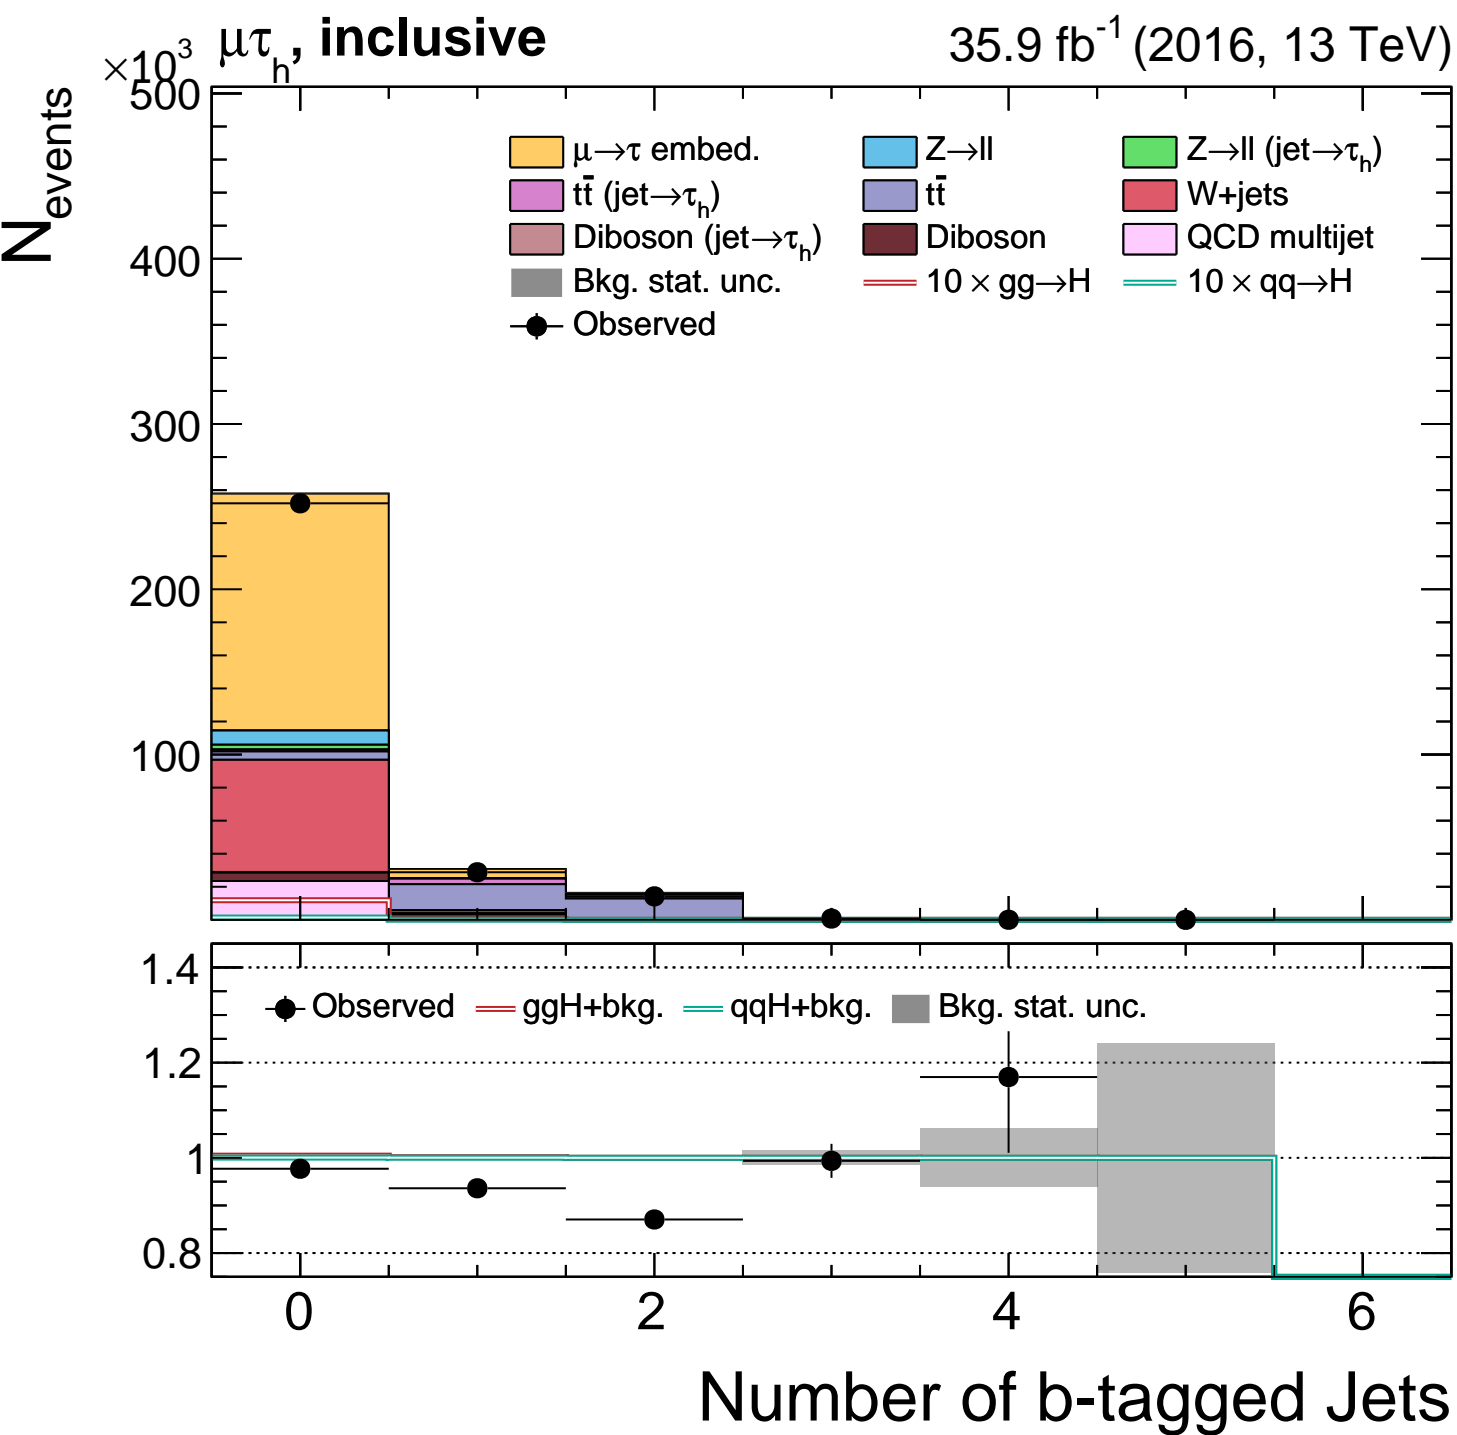 ×10³ μτₕ, inclusive 35.9 fb⁻¹ (2016, 13 TeV)
N_events
500
400
300
200
100
μ→τ embed. Z→ll Z→ll (jet→τₕ)
tt̄ (jet→τₕ) tt̄ W+jets
Diboson (jet→τₕ) Diboson QCD multijet
Bkg. stat. unc. 10 × gg→H 10 × qq→H
Observed
1.4
1.2
1
0.8
Observed ggH+bkg. qqH+bkg. Bkg. stat. unc.
0 2 4 6
Number of b-tagged Jets